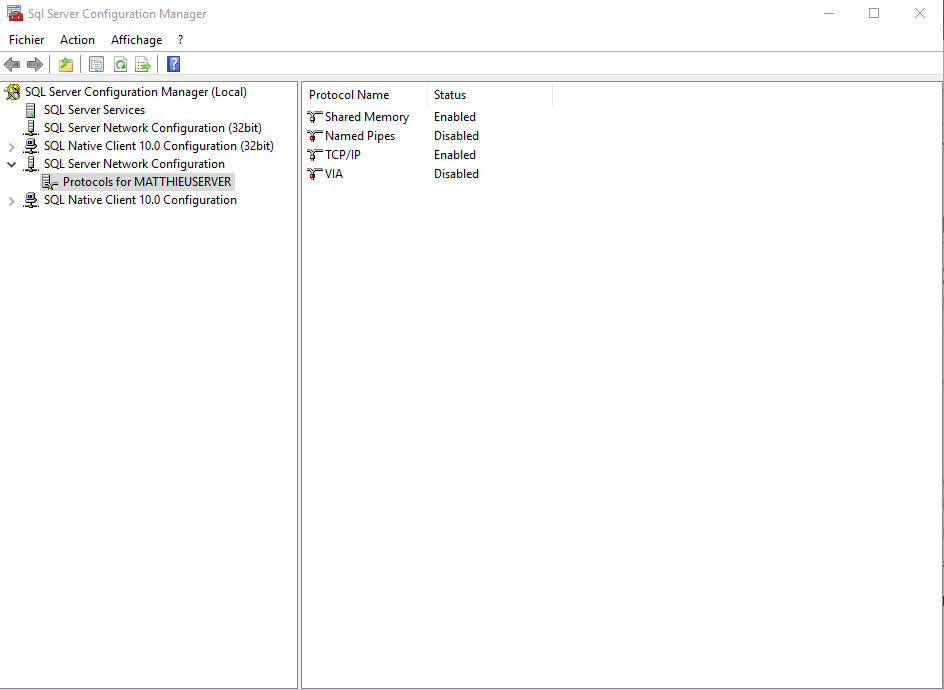 Sql Server Configuration Manager
Fichier Action Affichage ?
SQL Server Configuration Manager (Local)
SQL Server Services
SQL Server Network Configuration (32bit)
SQL Native Client 10.0 Configuration (32bit)
SQL Server Network Configuration
Protocols for MATTHIEUSERVER
SQL Native Client 10.0 Configuration
Protocol Name Status
Shared Memory Enabled
Named Pipes Disabled
TCP/IP Enabled
VIA Disabled